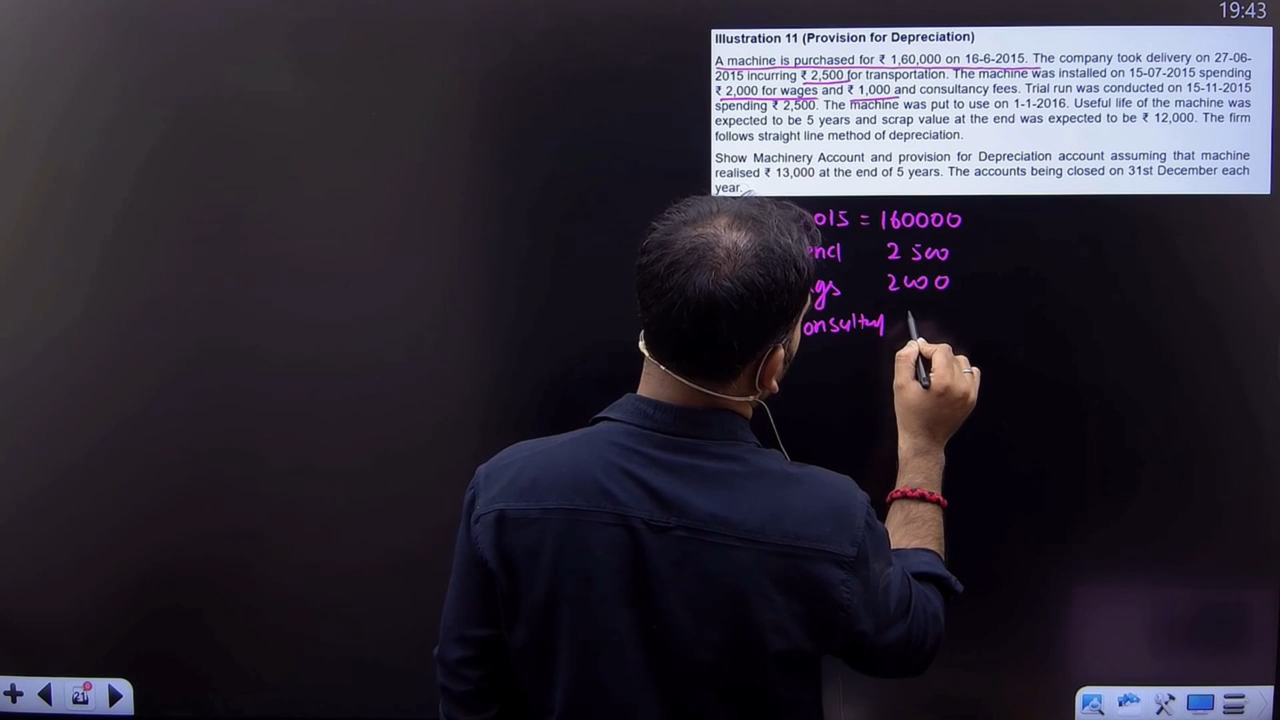 19:43
Illustration 11 (Provision for Depreciation)
A machine is purchased for ₹ 1,60,000 on 16-6-2015. The company took delivery on 27-06-
2015 incurring ₹ 2,500 for transportation. The machine was installed on 15-07-2015 spending
₹ 2,000 for wages and ₹ 1,000 and consultancy fees. Trial run was conducted on 15-11-2015
spending ₹ 2,500. The machine was put to use on 1-1-2016. Useful life of the machine was
expected to be 5 years and scrap value at the end was expected to be ₹ 12,000. The firm
follows straight line method of depreciation.
Show Machinery Account and provision for Depreciation account assuming that machine
realised ₹ 13,000 at the end of 5 years. The accounts being closed on 31st December each
year.
015 = 160000
2500
2000
21